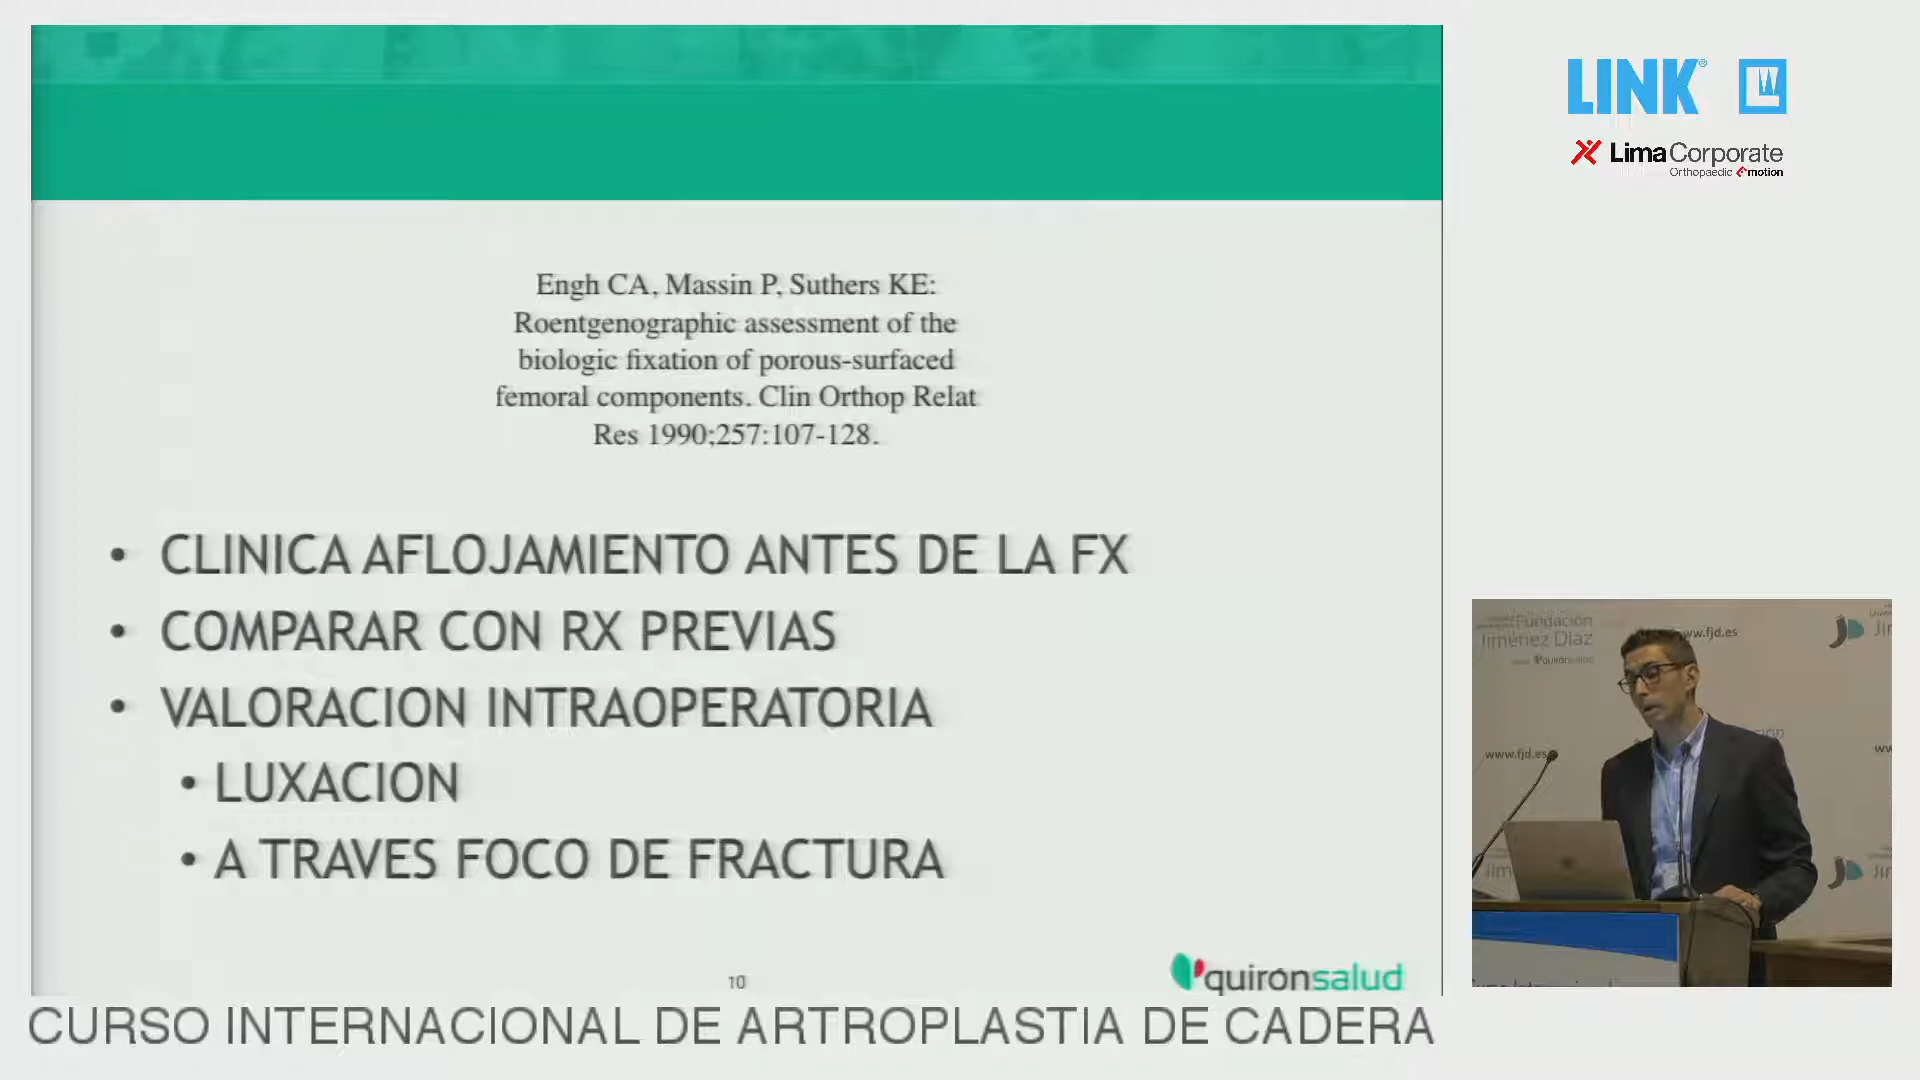 Engh CA, Massin P, Suthers KE:
Roentgenographic assessment of the
biologic fixation of porous-surfaced
femoral components. Clin Orthop Relat
Res 1990;257:107-128.
• CLINICA AFLOJAMIENTO ANTES DE LA FX
• COMPARAR CON RX PREVIAS
• VALORACION INTRAOPERATORIA
• LUXACION
• A TRAVES FOCO DE FRACTURA
10
quirónsalud
CURSO INTERNACIONAL DE ARTROPLASTIA DE CADERA
LINK®
LimaCorporate
Orthopaedic Emotion
Fundación
Jiménez Díaz
quirónsalud
www.fjd.es
www.fjd.es